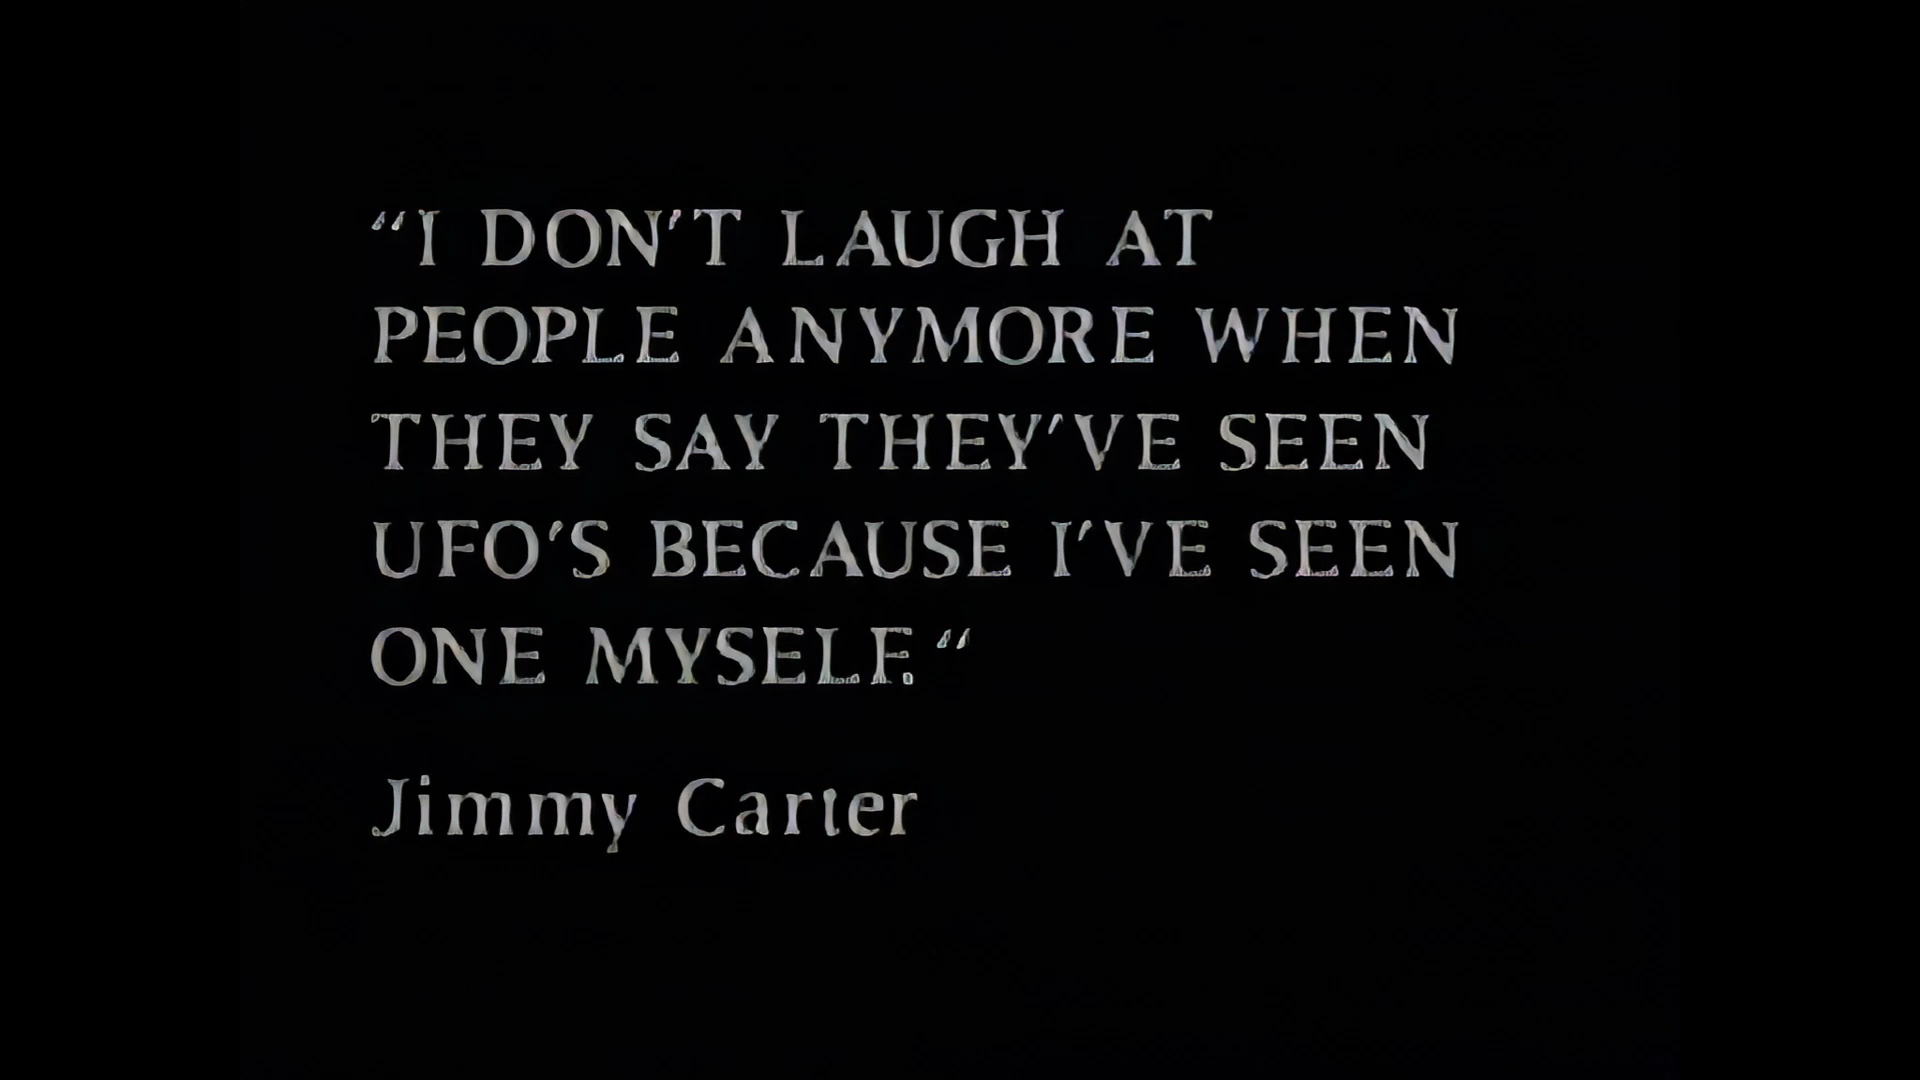 “I DON’T LAUGH AT
PEOPLE ANYMORE WHEN
THEY SAY THEY’VE SEEN
UFO’S BECAUSE I’VE SEEN
ONE MYSELF.“
Jimmy Carter